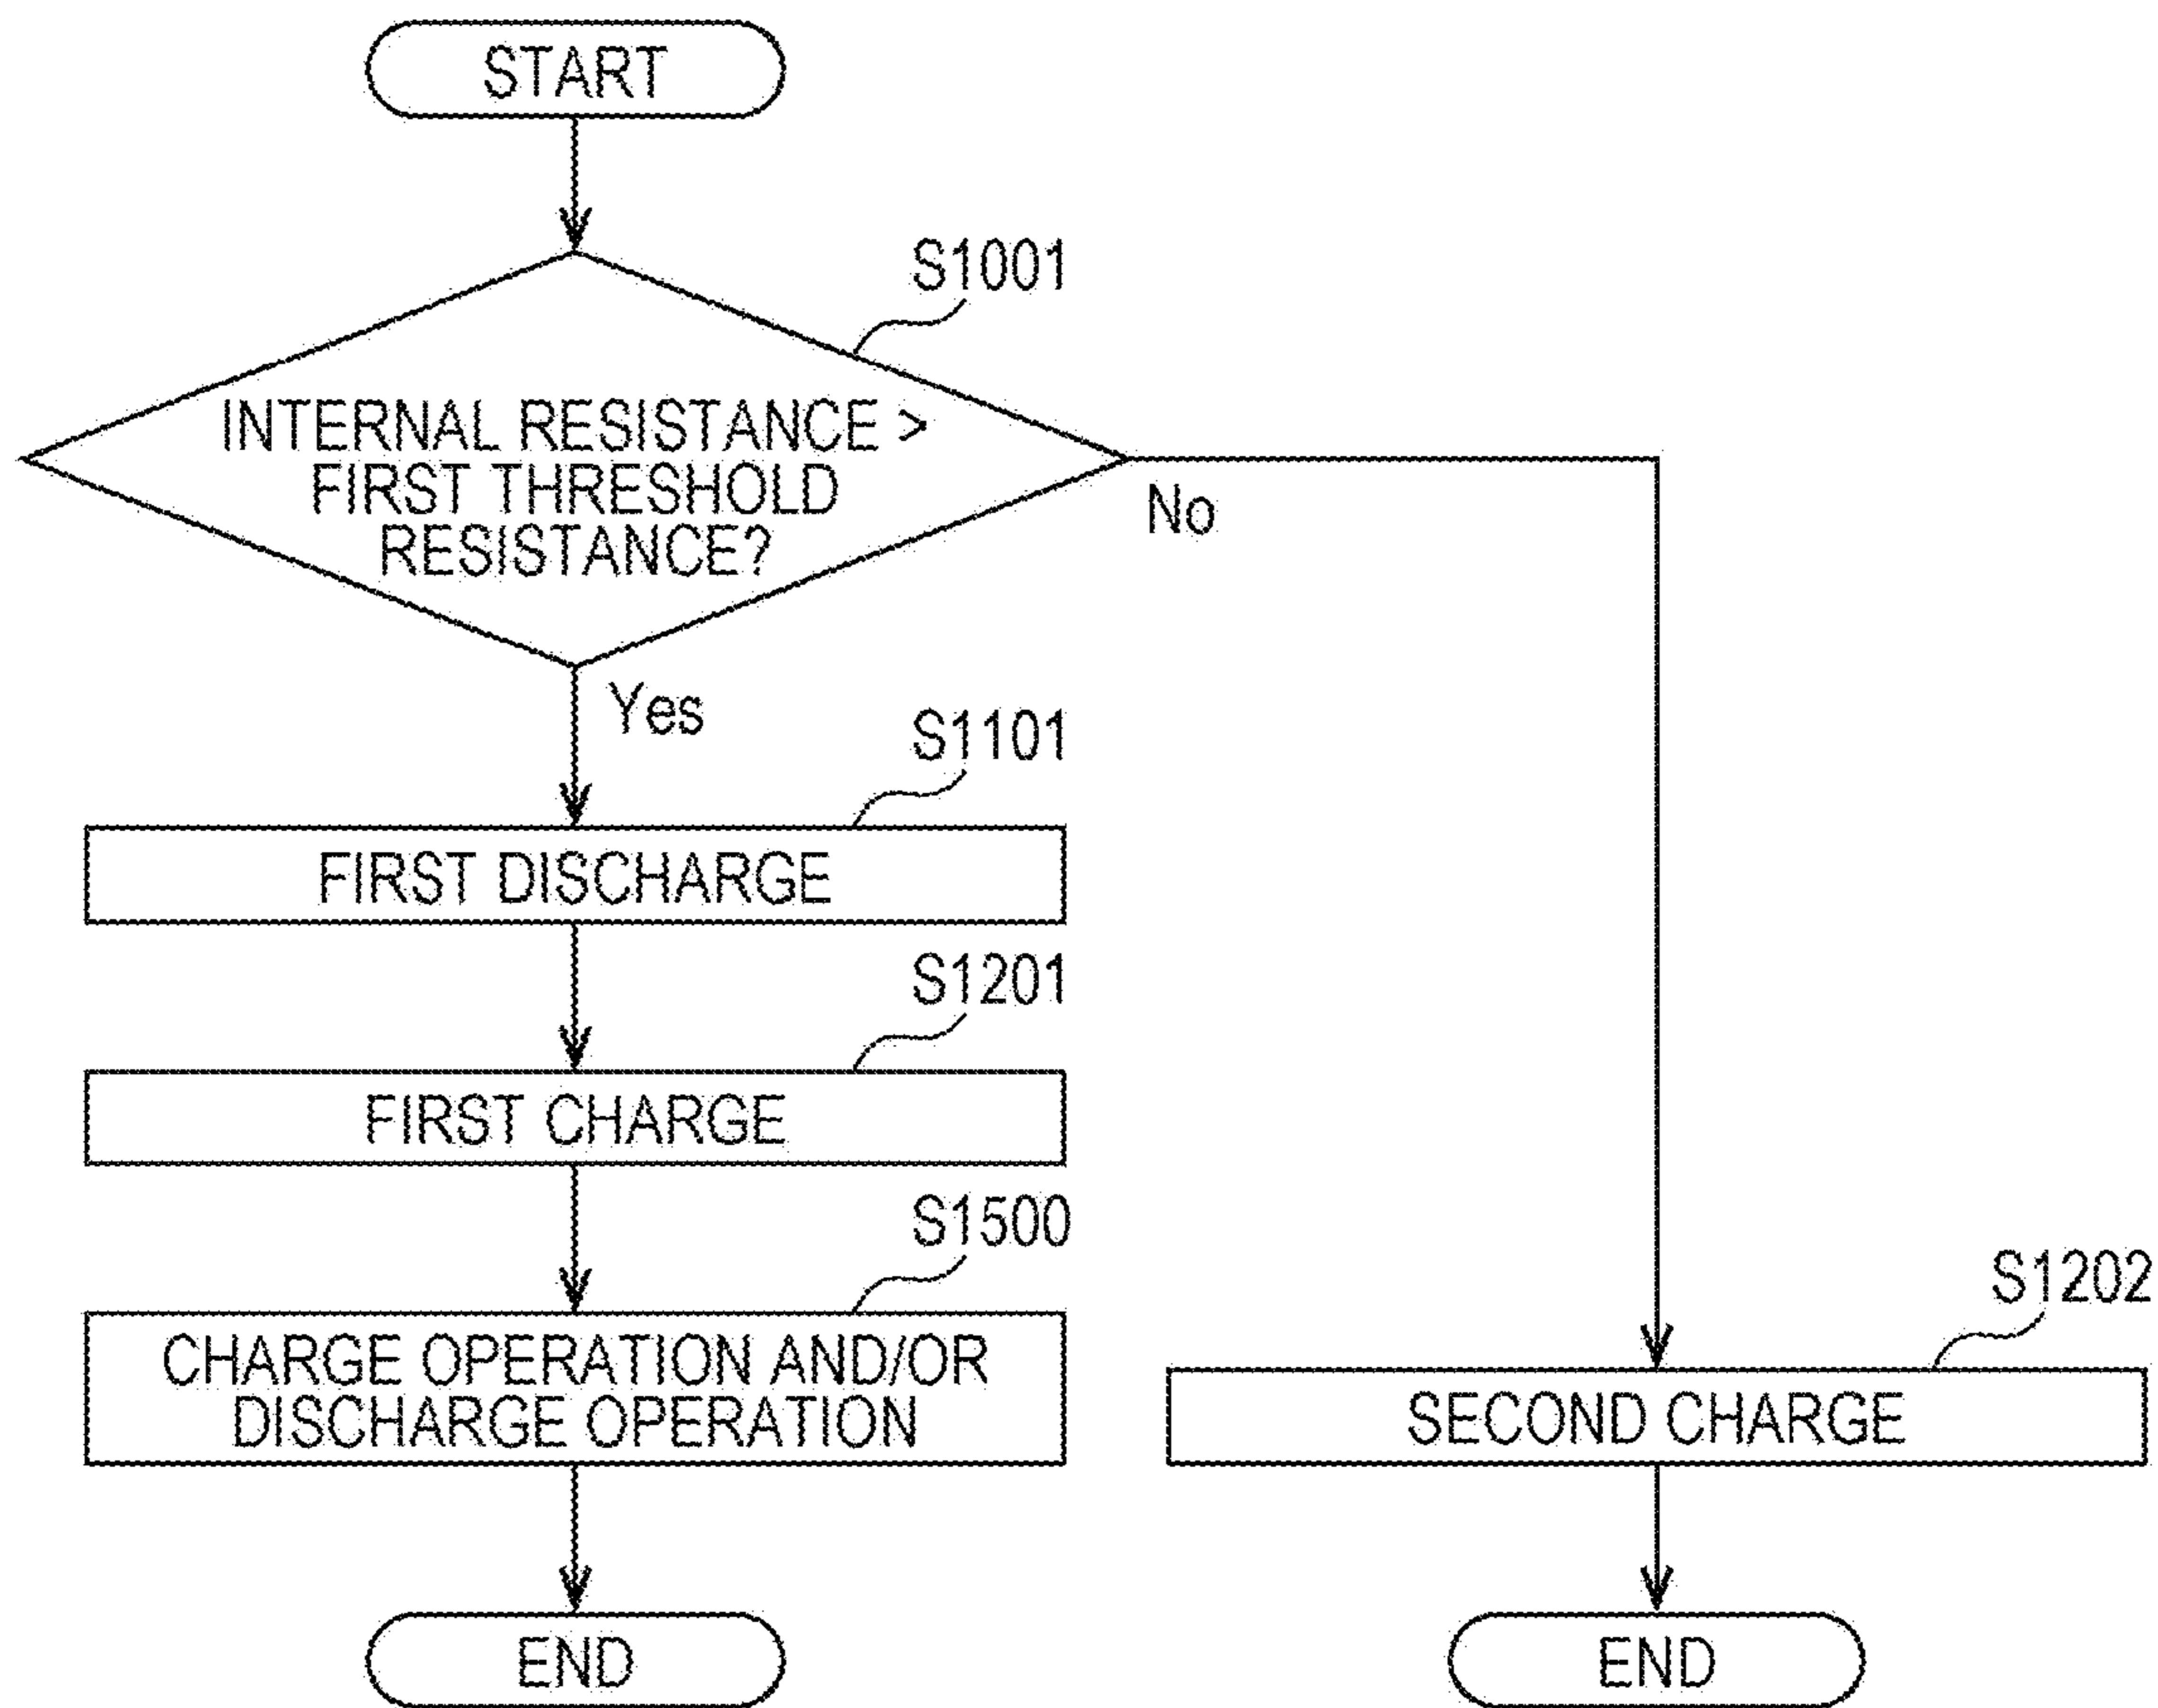 START
S1001
INTERNAL RESISTANCE >
FIRST THRESHOLD
RESISTANCE?
No
Yes
S1101
FIRST DISCHARGE
S1201
FIRST CHARGE
S1500
CHARGE OPERATION AND/OR
DISCHARGE OPERATION
S1202
SECOND CHARGE
END
END